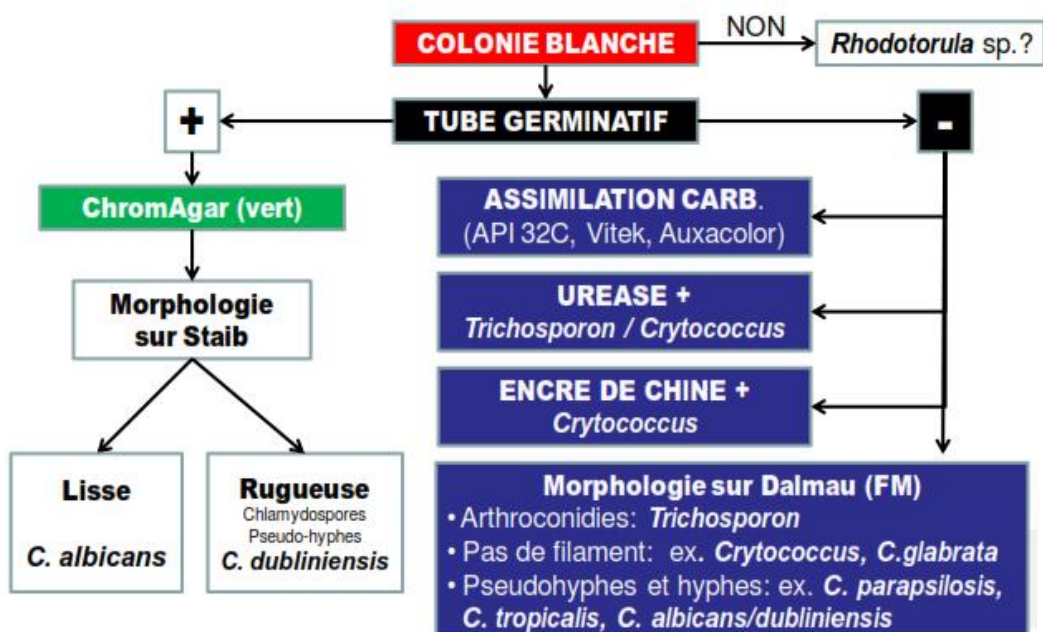 COLONIE BLANCHE
NON
Rhodotorula sp.?
+
TUBE GERMINATIF
-
ChromAgar (vert)
Morphologie
sur Staib
Lisse
C. albicans
Rugueuse
Chlamydospores
Pseudo-hyphes
C. dubliniensis
ASSIMILATION CARB.
(API 32C, Vitek, Auxacolor)
UREASE +
Trichosporon / Crytococcus
ENCRE DE CHINE +
Crytococcus
Morphologie sur Dalmau (FM)
• Arthroconidies: Trichosporon
• Pas de filament: ex. Crytococcus, C.glabrata
• Pseudohyphes et hyphes: ex. C. parapsilosis,
C. tropicalis, C. albicans/dubliniensis